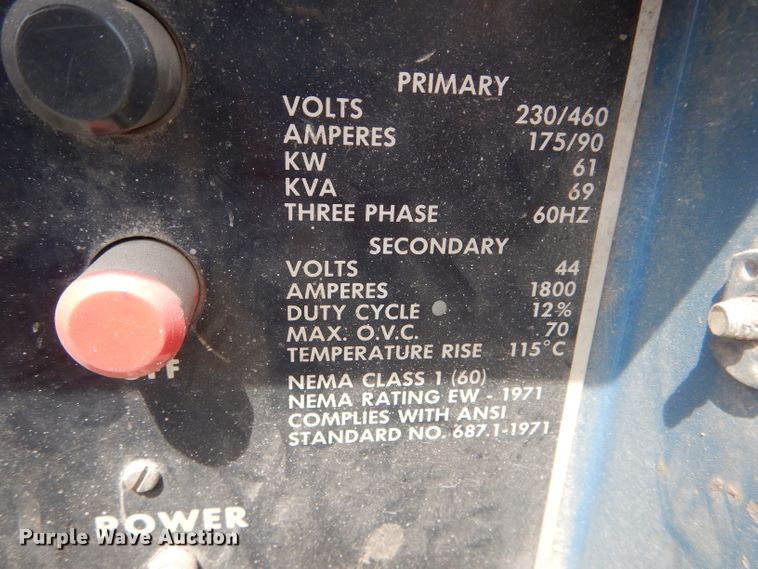 PRIMARY
VOLTS 230/460
AMPERES 175/90
KW 61
KVA 69
THREE PHASE 60HZ
SECONDARY
VOLTS 44
AMPERES 1800
DUTY CYCLE 12%
MAX. O.V.C. 70
TEMPERATURE RISE 115°C
NEMA CLASS 1 (60)
NEMA RATING EW - 1971
COMPLIES WITH ANSI
STANDARD NO. 687.1-1971
OFF
POWER
Purple Wave Auction